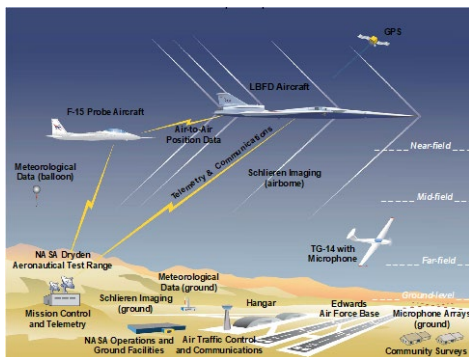 GPS
LBFD Aircraft
F-15 Probe Aircraft
Air-to-Air
Position Data
Near-field
Telemetry & Communications
Meteorological
Data (balloon)
Schlieren Imaging
(airborne)
Mid-field
TG-14 with
Microphone
NASA Dryden
Aeronautical Test Range
Far-field
Meteorological
Data (ground)
Schlieren Imaging
(ground)
Hangar
Edwards
Air Force Base
Ground-level
Mission Control
and Telemetry
Microphone Arrays
(ground)
NASA Operations and
Ground Facilities
Air Traffic Control
and Communications
Community Surveys